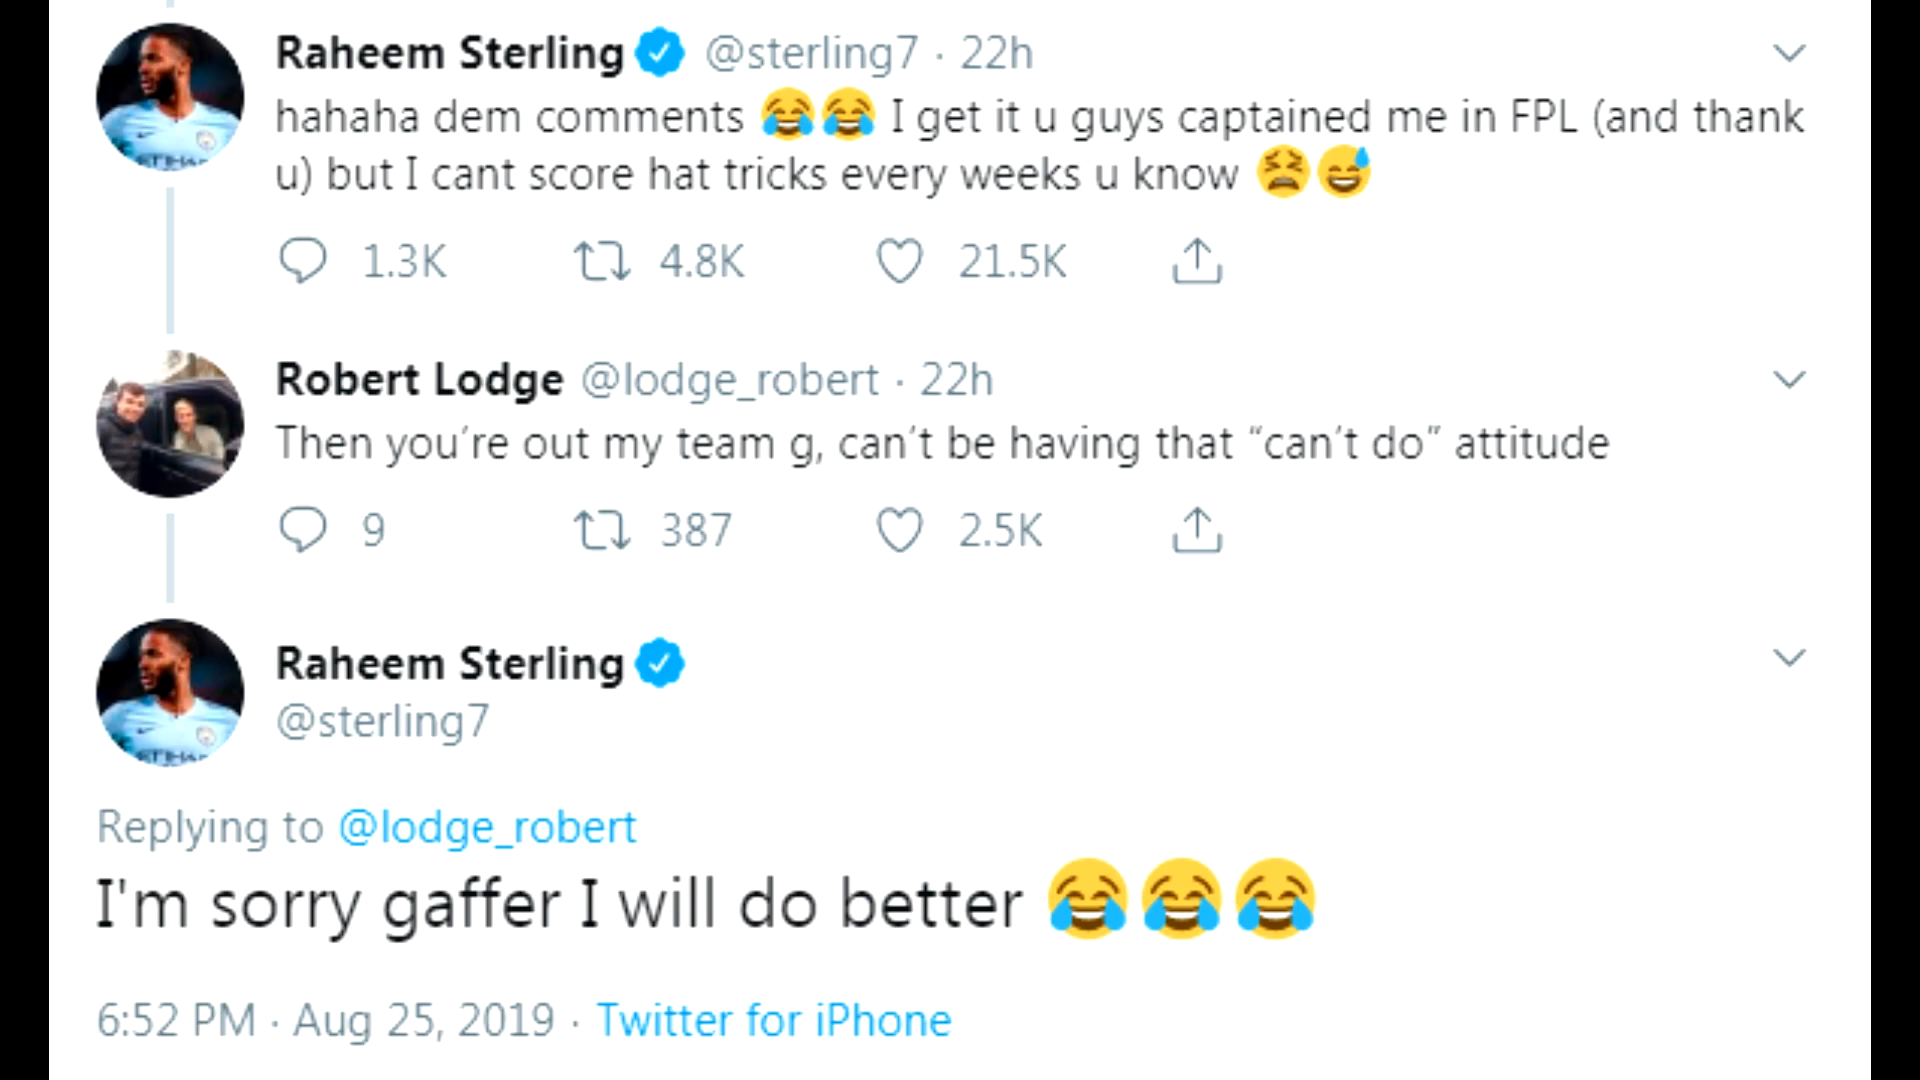 Raheem Sterling @sterling7 · 22h
hahaha dem comments 😂😂 I get it u guys captained me in FPL (and thank
u) but I cant score hat tricks every weeks u know 😫😅
1.3K 4.8K 21.5K
Robert Lodge @lodge_robert · 22h
Then you’re out my team g, can’t be having that “can’t do” attitude
9 387 2.5K
Raheem Sterling
@sterling7
Replying to @lodge_robert
I'm sorry gaffer I will do better 😂😂😂
6:52 PM · Aug 25, 2019 · Twitter for iPhone